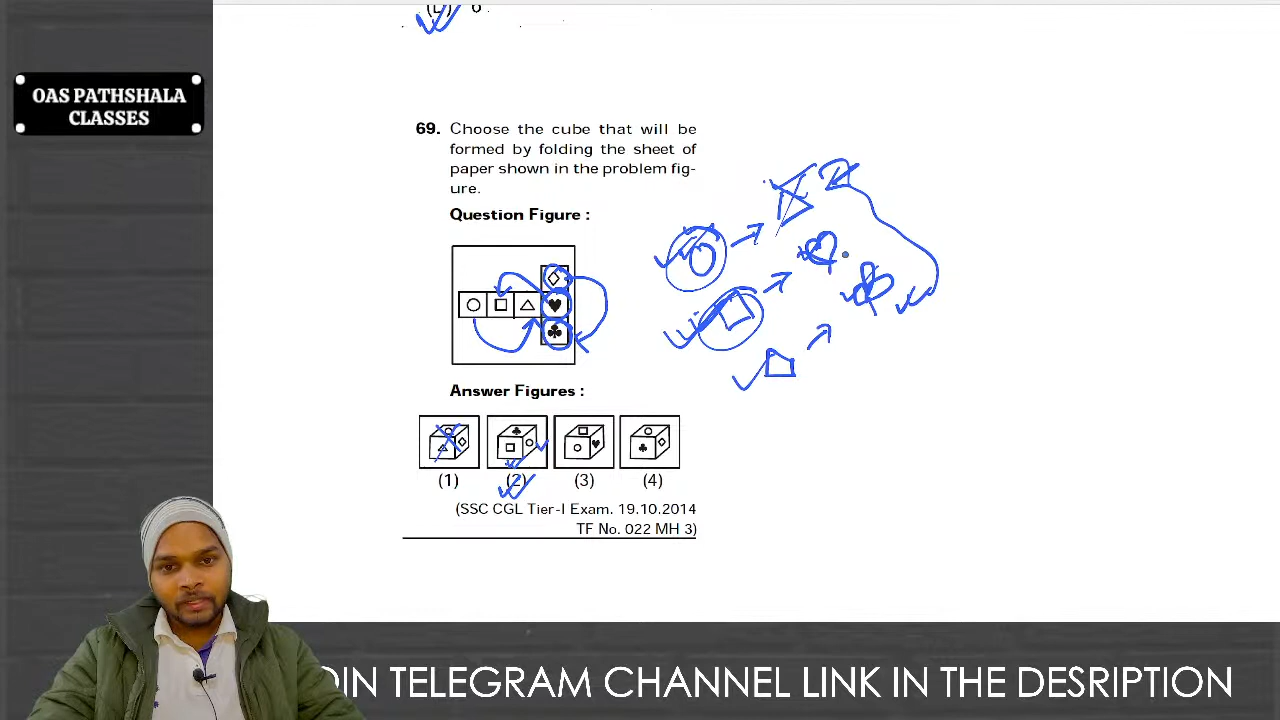 OAS PATHSHALA
CLASSES
69. Choose the cube that will be
formed by folding the sheet of
paper shown in the problem fig-
ure.
Question Figure :
Answer Figures :
(1) (2) (3) (4)
(SSC CGL Tier-I Exam. 19.10.2014
TF No. 022 MH 3)
OIN TELEGRAM CHANNEL LINK IN THE DESRIPTION